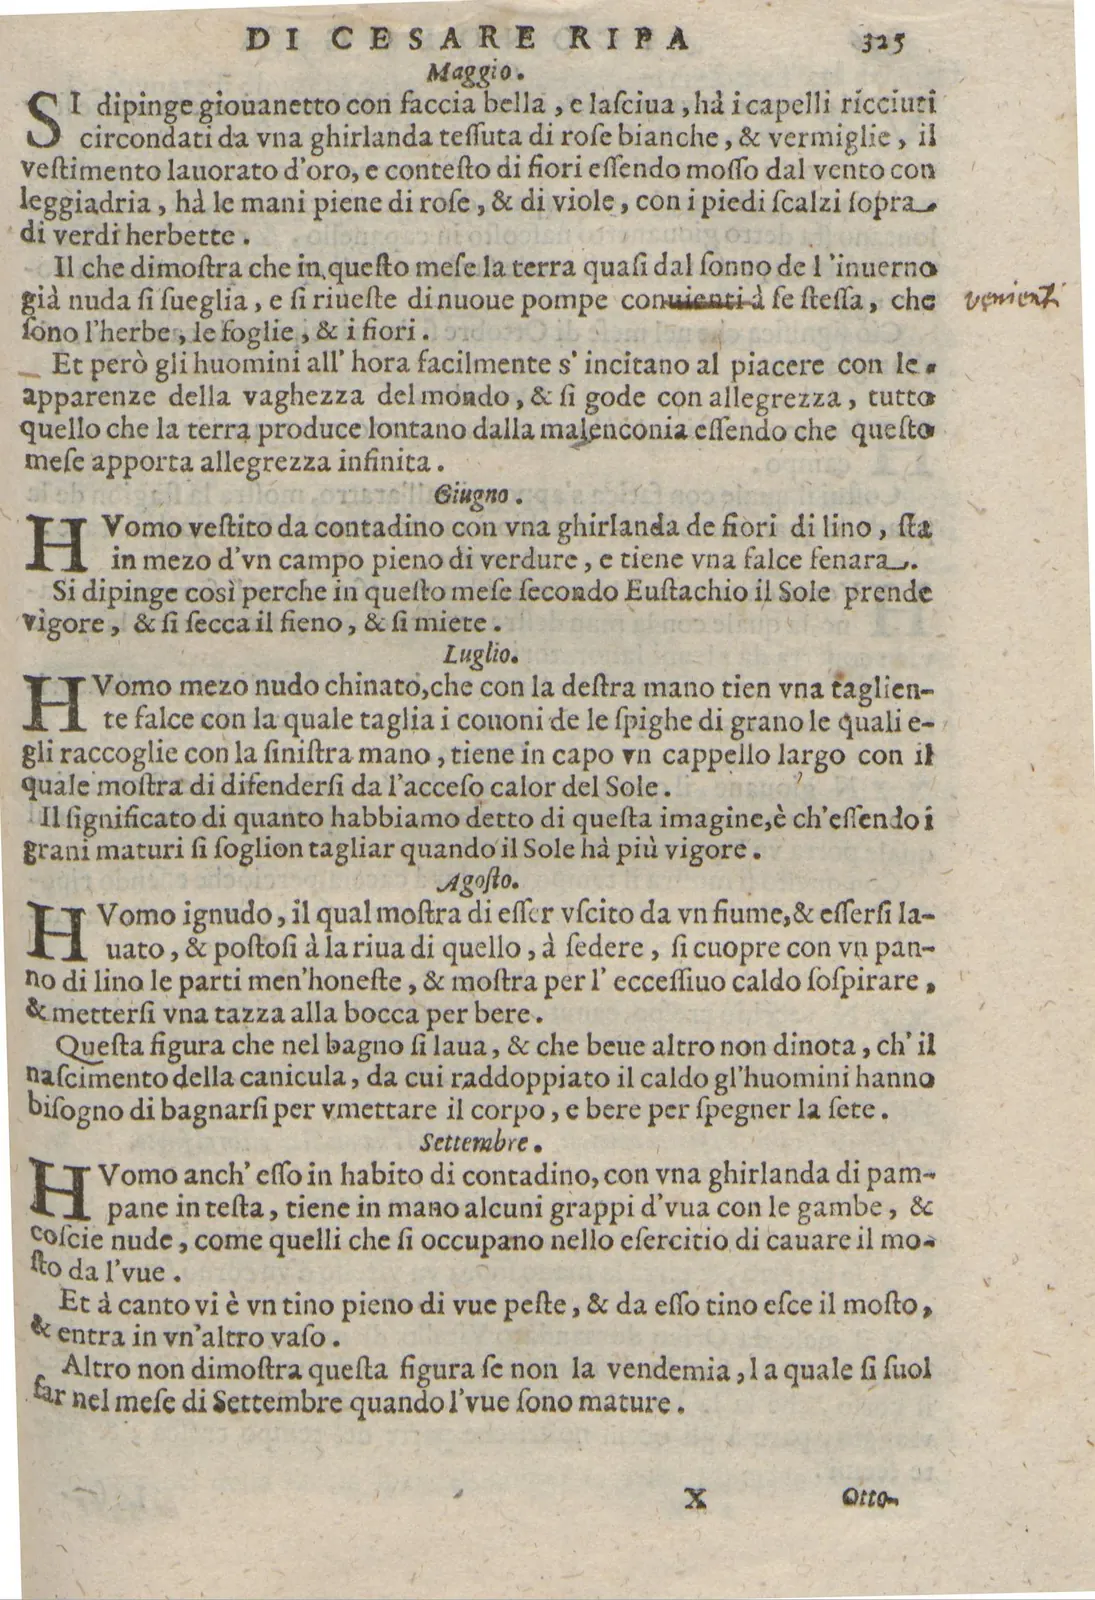 DI CESARE RIPA 325
Maggio.
SI dipinge giouanetto con faccia bella, e laſciua, hà i capelli ricciuti
circondati da vna ghirlanda teſſuta di roſe bianche, & vermiglie, il
veſtimento lauorato d'oro, e conteſto di fiori eſſendo moſſo dal vento con
leggiadria, hà le mani piene di roſe, & di viole, con i piedi ſcalzi ſopra
di verdi herbette.
Il che dimoſtra che in queſto meſe la terra quaſi dal ſonno de l'inuerno
già nuda ſi ſueglia, e ſi riueſte di nuoue pompe conuienti à ſe ſteſſa, che venienti
ſono l'herbe, le foglie, & i fiori.
Et però gli huomini all' hora facilmente s' incitano al piacere con le
apparenze della vaghezza del mondo, & ſi gode con allegrezza, tutto
quello che la terra produce lontano dalla malenconia eſſendo che queſto
meſe apporta allegrezza infinita.
Giugno.
HVomo veſtito da contadino con vna ghirlanda de fiori di lino, ſta
in mezo d'vn campo pieno di verdure, e tiene vna falce fenara.
Si dipinge così perche in queſto meſe ſecondo Euſtachio il Sole prende
vigore, & ſi ſecca il fieno, & ſi miete.
Luglio.
HVomo mezo nudo chinato, che con la deſtra mano tien vna taglien-
te falce con la quale taglia i couoni de le ſpighe di grano le quali e-
gli raccoglie con la ſiniſtra mano, tiene in capo vn cappello largo con il
quale moſtra di difenderſi da l'acceſo calor del Sole.
Il ſignificato di quanto habbiamo detto di queſta imagine, è ch'eſſendo i
grani maturi ſi ſoglion tagliar quando il Sole hà più vigore.
Agoſto.
HVomo ignudo, il qual moſtra di eſſer vſcito da vn fiume, & eſſerſi la-
uato, & poſtoſi à la riua di quello, à ſedere, ſi cuopre con vn pan-
no di lino le parti men'honeſte, & moſtra per l' ecceſſiuo caldo ſoſpirare,
& metterſi vna tazza alla bocca per bere.
Queſta figura che nel bagno ſi laua, & che beue altro non dinota, ch' il
naſcimento della canicula, da cui raddoppiato il caldo gl'huomini hanno
biſogno di bagnarſi per vmettare il corpo, e bere per ſpegner la ſete.
Settembre.
HVomo anch' eſſo in habito di contadino, con vna ghirlanda di pam-
pane in teſta, tiene in mano alcuni grappi d'vua con le gambe, &
coſcie nude, come quelli che ſi occupano nello eſercitio di cauare il mo-
ſto da l'vue.
Et à canto vi è vn tino pieno di vue peſte, & da eſſo tino eſce il moſto,
& entra in vn'altro vaſo.
Altro non dimoſtra queſta figura ſe non la vendemia, la quale ſi ſuol
far nel meſe di Settembre quando l'vue ſono mature.
X Otto-